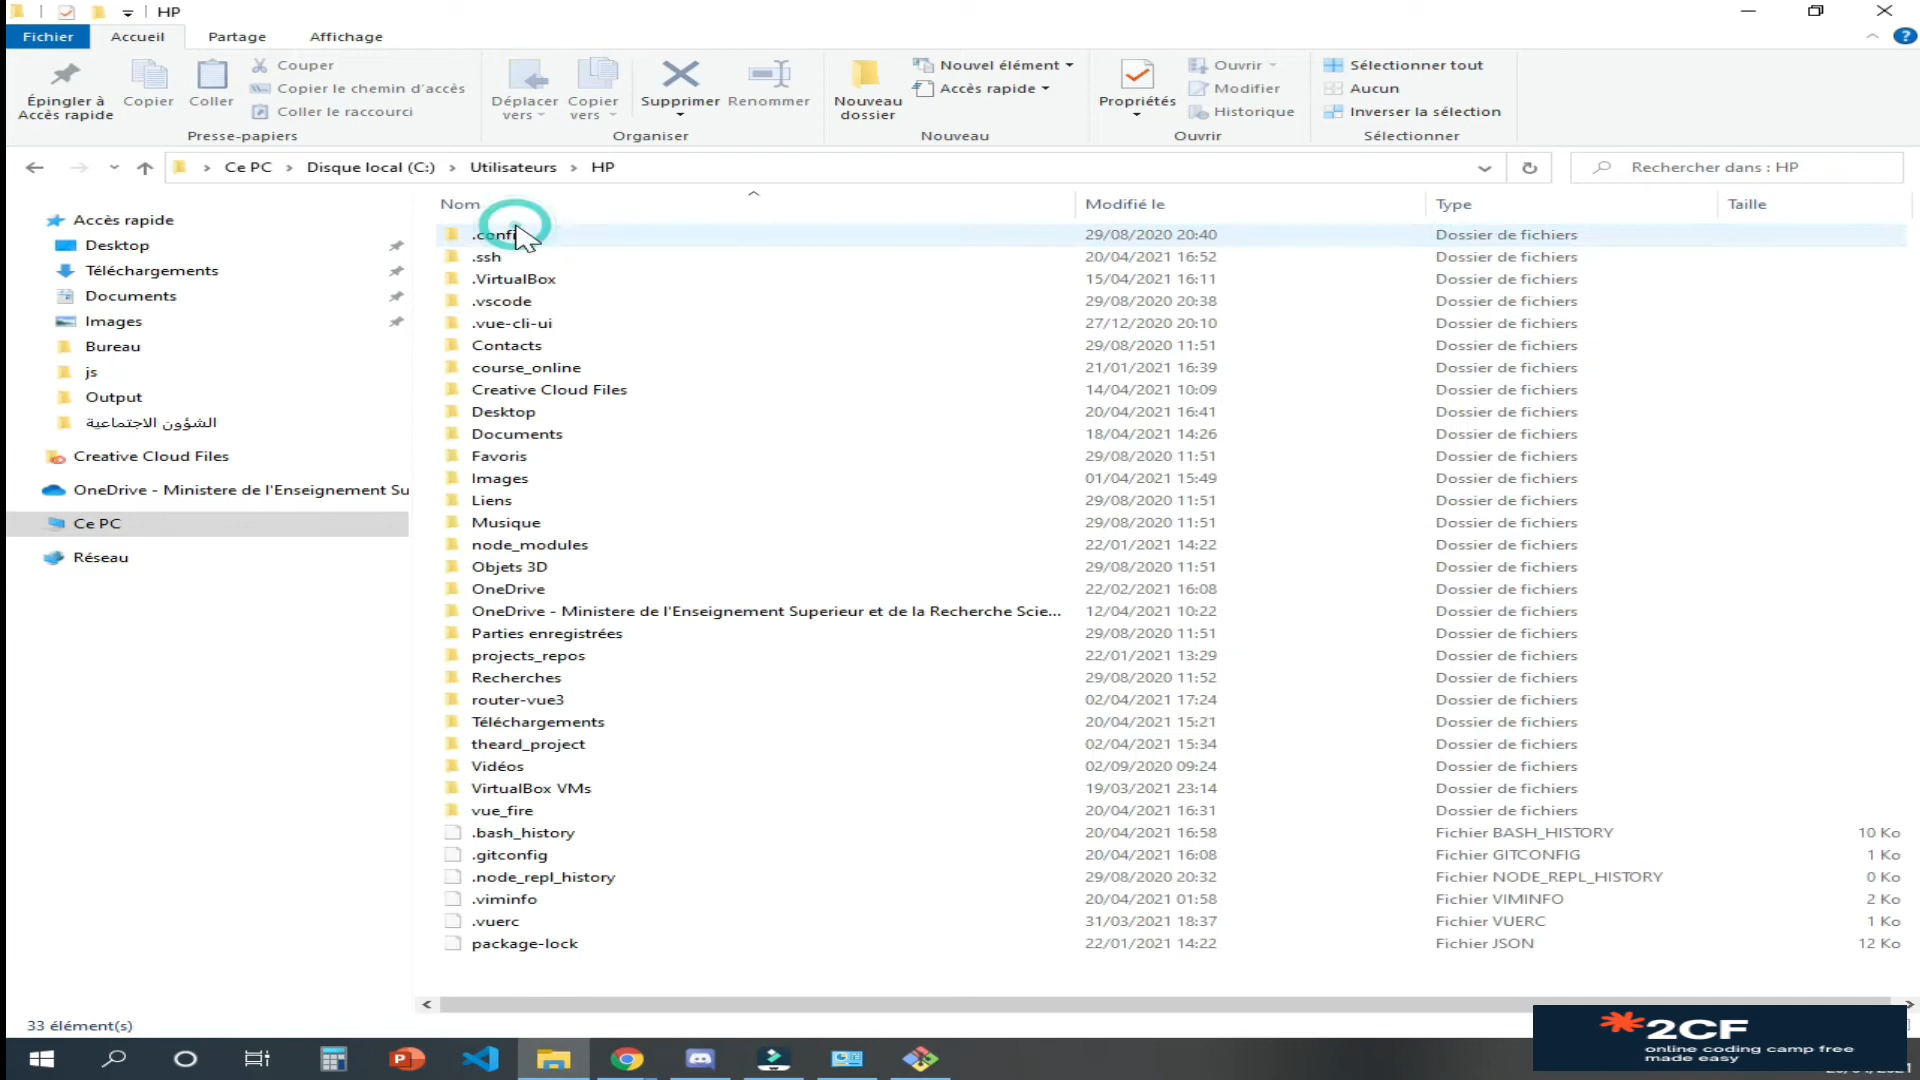 HP
Fichier Accueil Partage Affichage
Épingler à
Accès rapide
Copier
Coller
Couper
Copier le chemin d'accès
Coller le raccourci
Presse-papiers
Déplacer
vers
Copier
vers
Supprimer
Renommer
Organiser
Nouveau
dossier
Nouvel élément
Accès rapide
Nouveau
Propriétés
Ouvrir
Modifier
Historique
Ouvrir
Sélectionner tout
Aucun
Inverser la sélection
Sélectionner
Ce PC > Disque local (C:) > Utilisateurs > HP
Rechercher dans : HP
Accès rapide
Desktop
Téléchargements
Documents
Images
Bureau
js
Output
الشؤون الاجتماعية
Creative Cloud Files
OneDrive - Ministere de l'Enseignement Su
Ce PC
Réseau
Nom Modifié le Type Taille
.confi 29/08/2020 20:40 Dossier de fichiers
.ssh 20/04/2021 16:52 Dossier de fichiers
.VirtualBox 15/04/2021 16:11 Dossier de fichiers
.vscode 29/08/2020 20:38 Dossier de fichiers
.vue-cli-ui 27/12/2020 20:10 Dossier de fichiers
Contacts 29/08/2020 11:51 Dossier de fichiers
course_online 21/01/2021 16:39 Dossier de fichiers
Creative Cloud Files 14/04/2021 10:09 Dossier de fichiers
Desktop 20/04/2021 16:41 Dossier de fichiers
Documents 18/04/2021 14:26 Dossier de fichiers
Favoris 29/08/2020 11:51 Dossier de fichiers
Images 01/04/2021 15:49 Dossier de fichiers
Liens 29/08/2020 11:51 Dossier de fichiers
Musique 29/08/2020 11:51 Dossier de fichiers
node_modules 22/01/2021 14:22 Dossier de fichiers
Objets 3D 29/08/2020 11:51 Dossier de fichiers
OneDrive 22/02/2021 16:08 Dossier de fichiers
OneDrive - Ministere de l'Enseignement Superieur et de la Recherche Scie... 12/04/2021 10:22 Dossier de fichiers
Parties enregistrées 29/08/2020 11:51 Dossier de fichiers
projects_repos 22/01/2021 13:29 Dossier de fichiers
Recherches 29/08/2020 11:52 Dossier de fichiers
router-vue3 02/04/2021 17:24 Dossier de fichiers
Téléchargements 20/04/2021 15:21 Dossier de fichiers
theard_project 02/04/2021 15:34 Dossier de fichiers
Vidéos 02/09/2020 09:24 Dossier de fichiers
VirtualBox VMs 19/03/2021 23:14 Dossier de fichiers
vue_fire 20/04/2021 16:31 Dossier de fichiers
.bash_history 20/04/2021 16:58 Fichier BASH_HISTORY 10 Ko
.gitconfig 20/04/2021 16:08 Fichier GITCONFIG 1 Ko
.node_repl_history 29/08/2020 20:32 Fichier NODE_REPL_HISTORY 0 Ko
.viminfo 20/04/2021 01:58 Fichier VIMINFO 2 Ko
.vuerc 31/03/2021 18:37 Fichier VUERC 1 Ko
package-lock 22/01/2021 14:22 Fichier JSON 12 Ko
33 élément(s)
2CF
online coding camp free
made easy